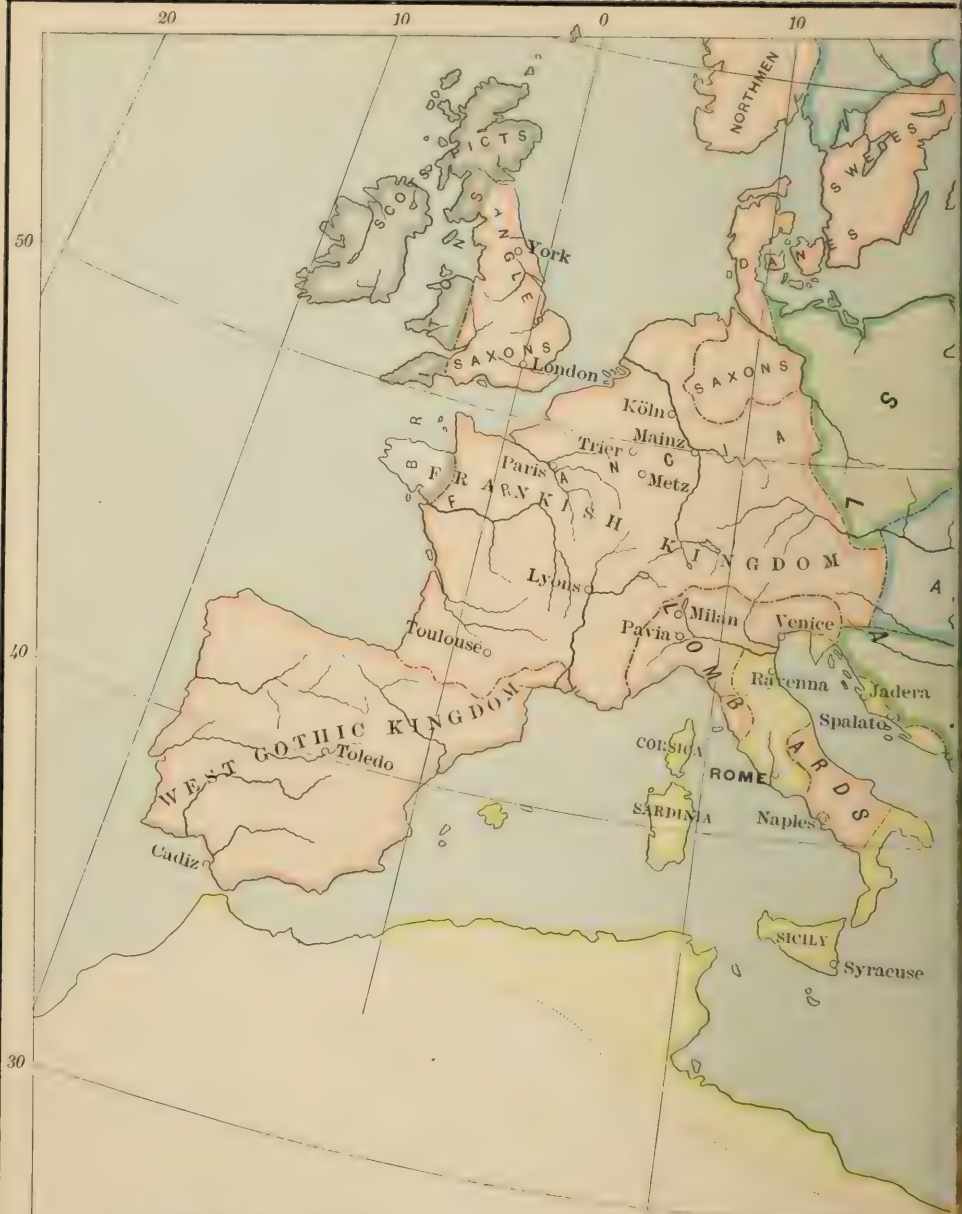 20 10 0 10
50
40
30
NORTHMEN
SWEDES
PICTS
SCOTS
ANGLES
York
DANES
SAXONS
London
SAXONS
Köln
Mainz
Trier
Metz
Paris
BR
FRANKISH KINGDOM
FRANCIA
S L A
A
Lyons
Milan
Pavia
Venice
Toulouse
Ravenna
Jadera
Spalato
LOMBARDS
WEST GOTHIC KINGDOM
Toledo
CORSICA
ROME
SARDINIA
Naples
Cadiz
SICILY
Syracuse